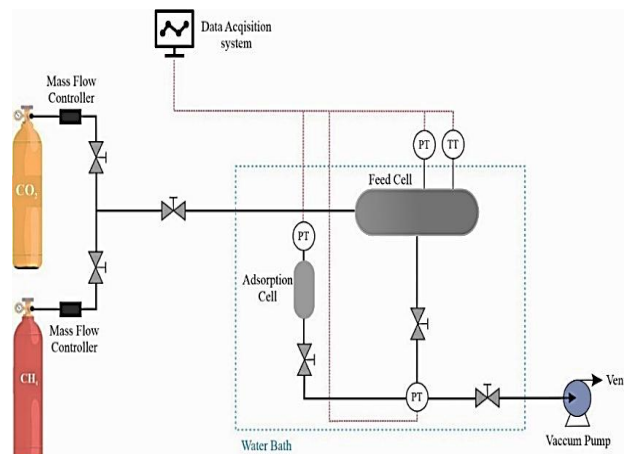 Data Acqisition
system
Mass Flow
Controller
CO₂
PT
TT
Feed Cell
PT
Adsorption
Cell
Mass Flow
Controller
CH₄
PT
Ven
Vaccum Pump
Water Bath